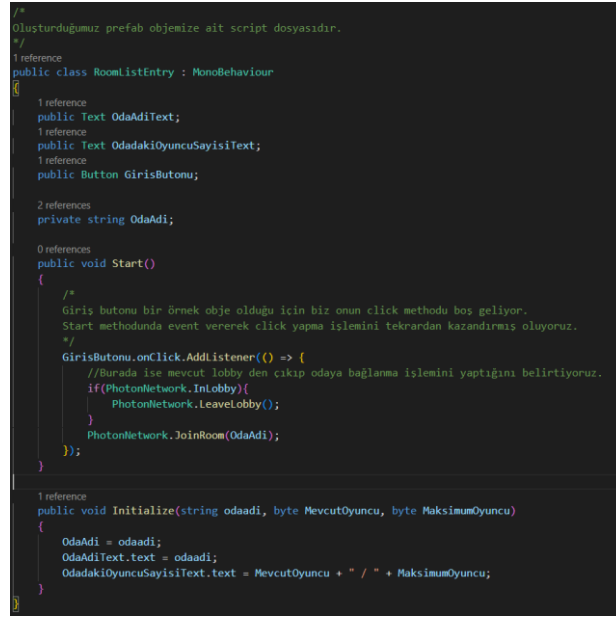 /*
Oluşturduğumuz prefab objemize ait script dosyasıdır.
*/
1 reference
public class RoomListEntry : MonoBehaviour
{
1 reference
public Text OdaAdiText;
1 reference
public Text OdadakiOyuncuSayisiText;
1 reference
public Button GirisButonu;
2 references
private string OdaAdi;
0 references
public void Start()
{
/*
Giriş butonu bir örnek obje olduğu için biz onun click methodu boş geliyor.
Start methodunda event vererek click yapma işlemini tekrardan kazandırmış oluyoruz.
*/
GirisButonu.onClick.AddListener(() => {
//Burada ise mevcut lobby den çıkıp odaya bağlanma işlemini yaptığını belirtiyoruz.
if(PhotonNetwork.InLobby){
PhotonNetwork.LeaveLobby();
}
PhotonNetwork.JoinRoom(OdaAdi);
});
}
1 reference
public void Initialize(string odaadi, byte MevcutOyuncu, byte MaksimumOyuncu)
{
OdaAdi = odaadi;
OdaAdiText.text = odaadi;
OdadakiOyuncuSayisiText.text = MevcutOyuncu + " / " + MaksimumOyuncu;
}
}